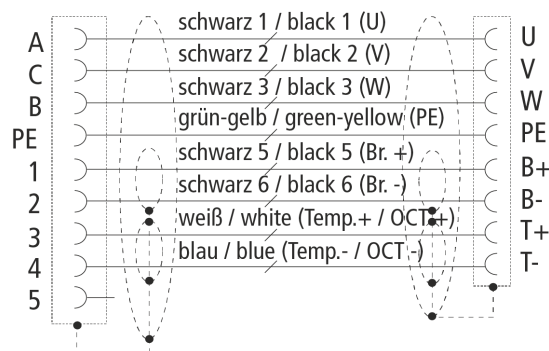 A schwarz 1 / black 1 (U) U
C schwarz 2 / black 2 (V) V
B schwarz 3 / black 3 (W) W
PE grün-gelb / green-yellow (PE) PE
1 schwarz 5 / black 5 (Br. +) B+
2 schwarz 6 / black 6 (Br. -) B-
3 weiß / white (Temp.+ / OCT +) T+
4 blau / blue (Temp.- / OCT -) T-
5